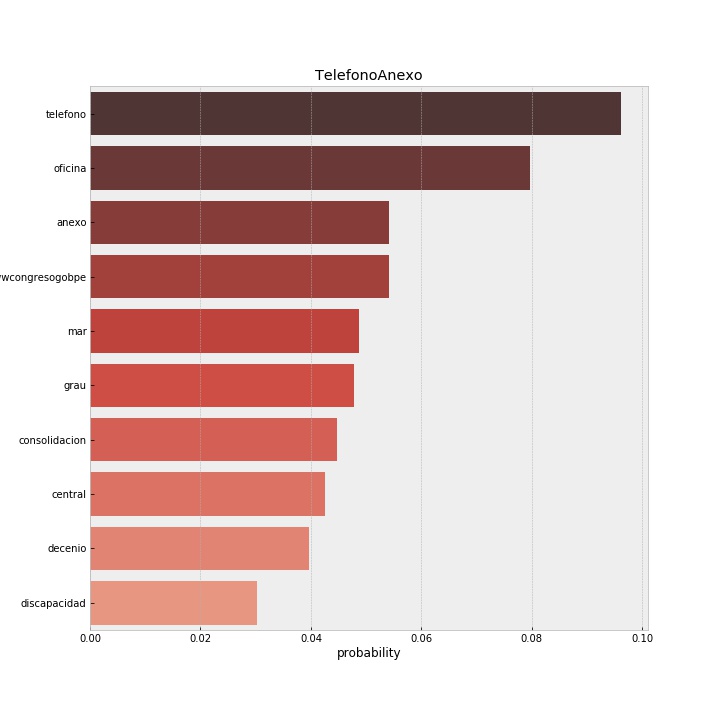 TelefonoAnexo
telefono
oficina
anexo
wcongresogobpe
mar
grau
consolidacion
central
decenio
discapacidad
0.00 0.02 0.04 0.06 0.08 0.10
probability